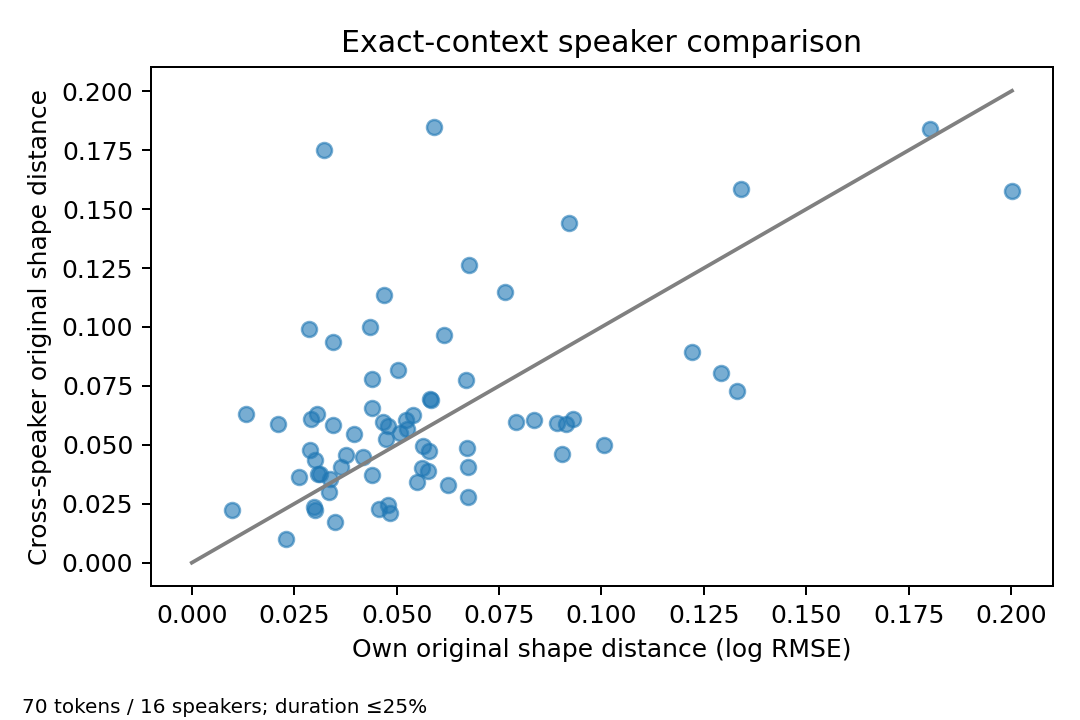 Exact-context speaker comparison
Cross-speaker original shape distance
0.200
0.175
0.150
0.125
0.100
0.075
0.050
0.025
0.000
0.000 0.025 0.050 0.075 0.100 0.125 0.150 0.175 0.200
Own original shape distance (log RMSE)
70 tokens / 16 speakers; duration ≤25%